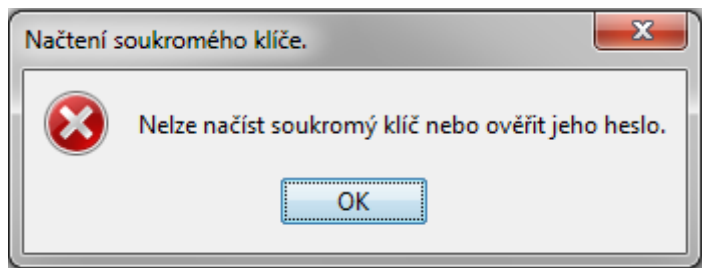 Načtení soukromého klíče.
Nelze načíst soukromý klíč nebo ověřit jeho heslo.
OK